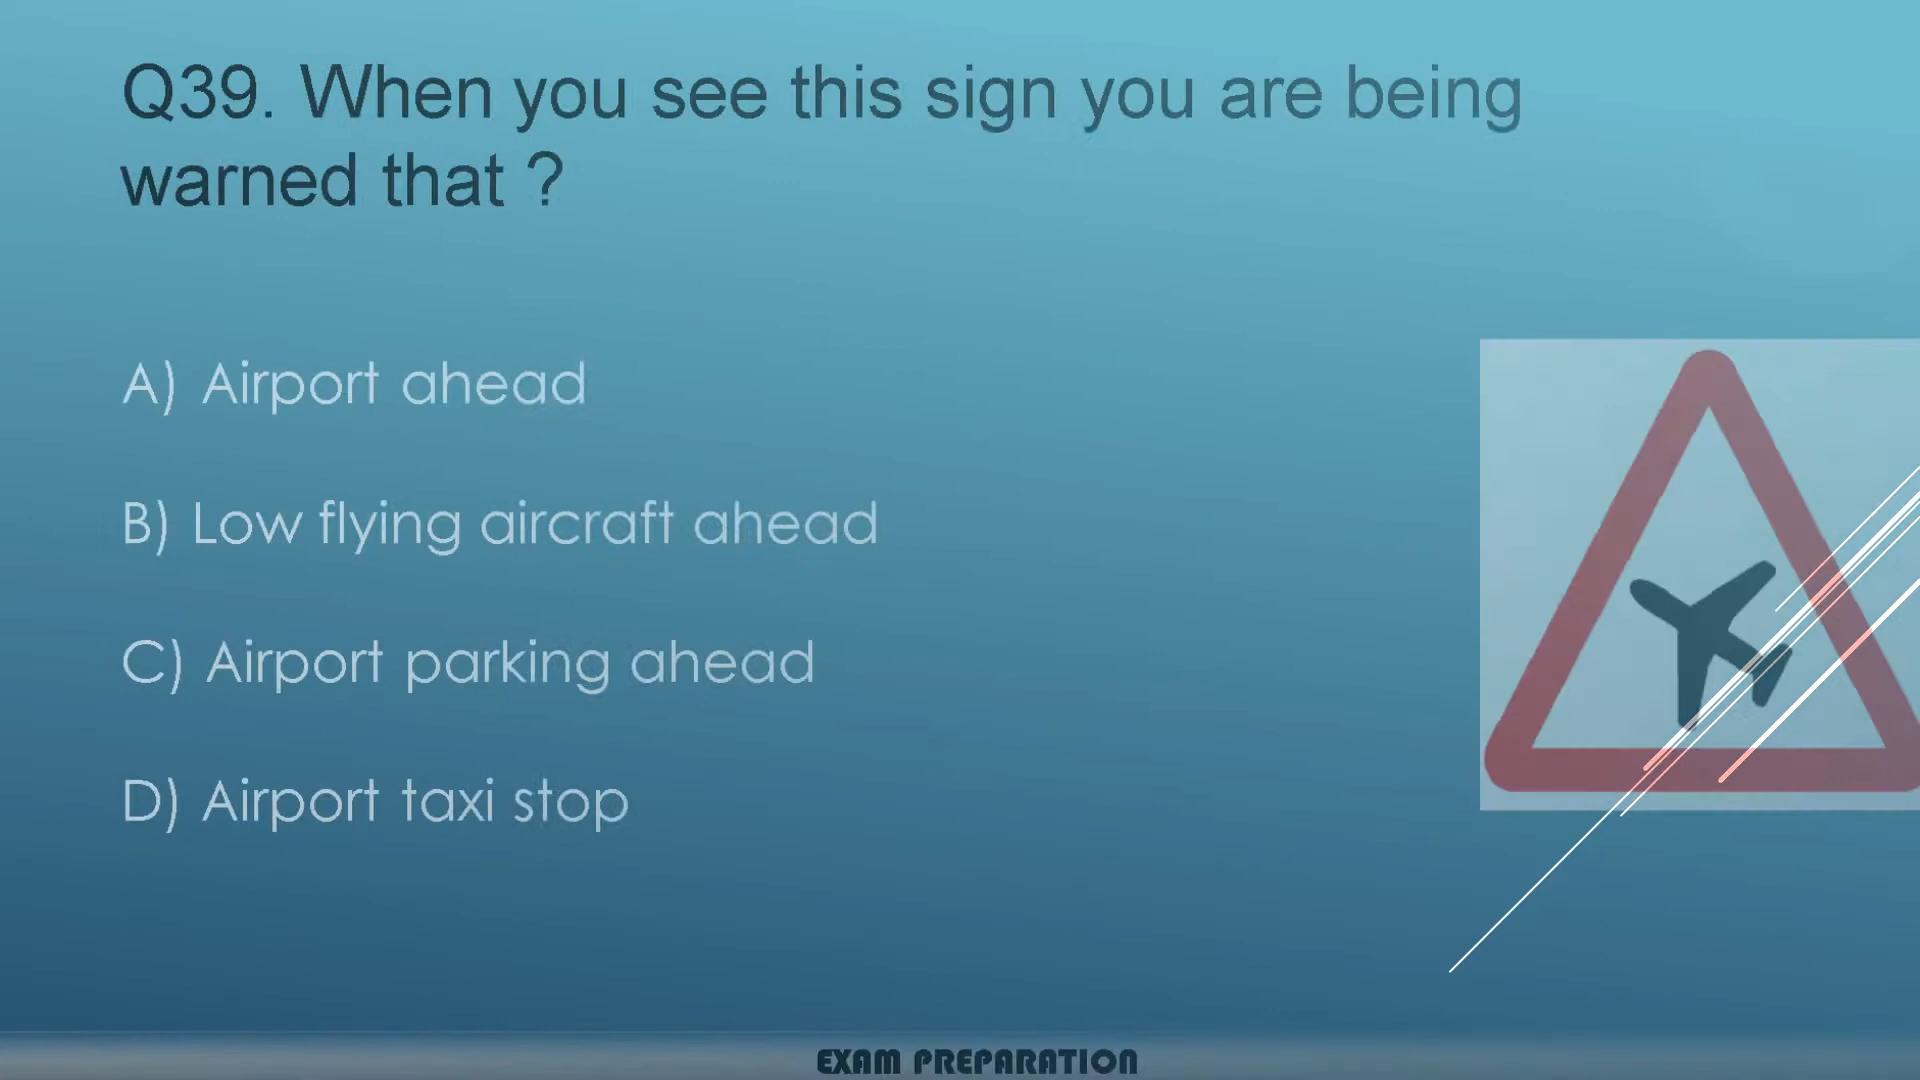 Q39. When you see this sign you are being
warned that ?
A) Airport ahead
B) Low flying aircraft ahead
C) Airport parking ahead
D) Airport taxi stop
EXAM PREPARATION